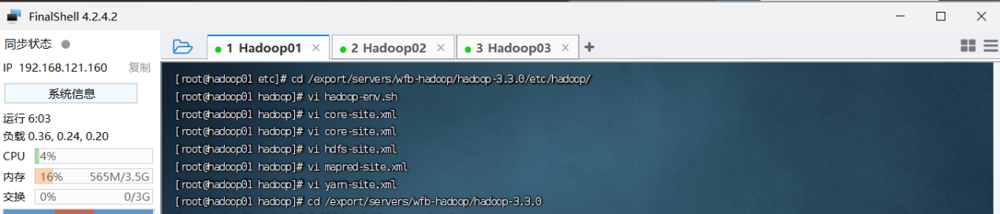 FinalShell 4.2.4.2
同步状态
IP 192.168.121.160 复制
系统信息
运行 6:03
负载 0.36, 0.24, 0.20
CPU 4%
内存 16% 565M/3.5G
交换 0% 0/3G
1 Hadoop01
2 Hadoop02
3 Hadoop03
[root@hadoop01 etc]# cd /export/servers/wfb-hadoop/hadoop-3.3.0/etc/hadoop/
[root@hadoop01 hadoop]# vi hadoop-env.sh
[root@hadoop01 hadoop]# vi core-site.xml
[root@hadoop01 hadoop]# vi core-site.xml
[root@hadoop01 hadoop]# vi hdfs-site.xml
[root@hadoop01 hadoop]# vi mapred-site.xml
[root@hadoop01 hadoop]# vi yarn-site.xml
[root@hadoop01 hadoop]# cd /export/servers/wfb-hadoop/hadoop-3.3.0